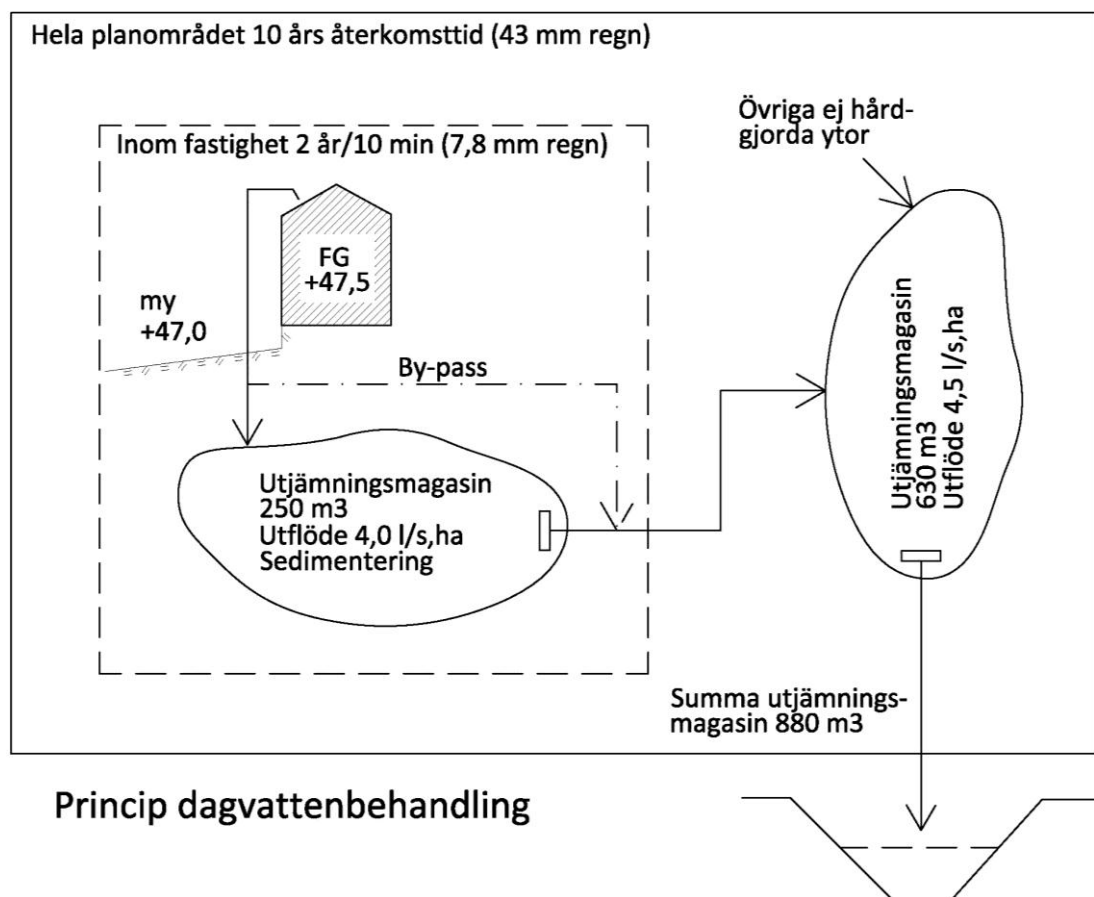 Hela planområdet 10 års återkomsttid (43 mm regn)
Övriga ej hård-
gjorda ytor
Inom fastighet 2 år/10 min (7,8 mm regn)
FG
+47,5
my
+47,0
By-pass
Utjämningsmagasin
250 m3
Utflöde 4,0 l/s,ha
Sedimentering
Utjämningsmagasin
630 m3
Utflöde 4,5 l/s,ha
Summa utjämnings-
magasin 880 m3
Princip dagvattenbehandling